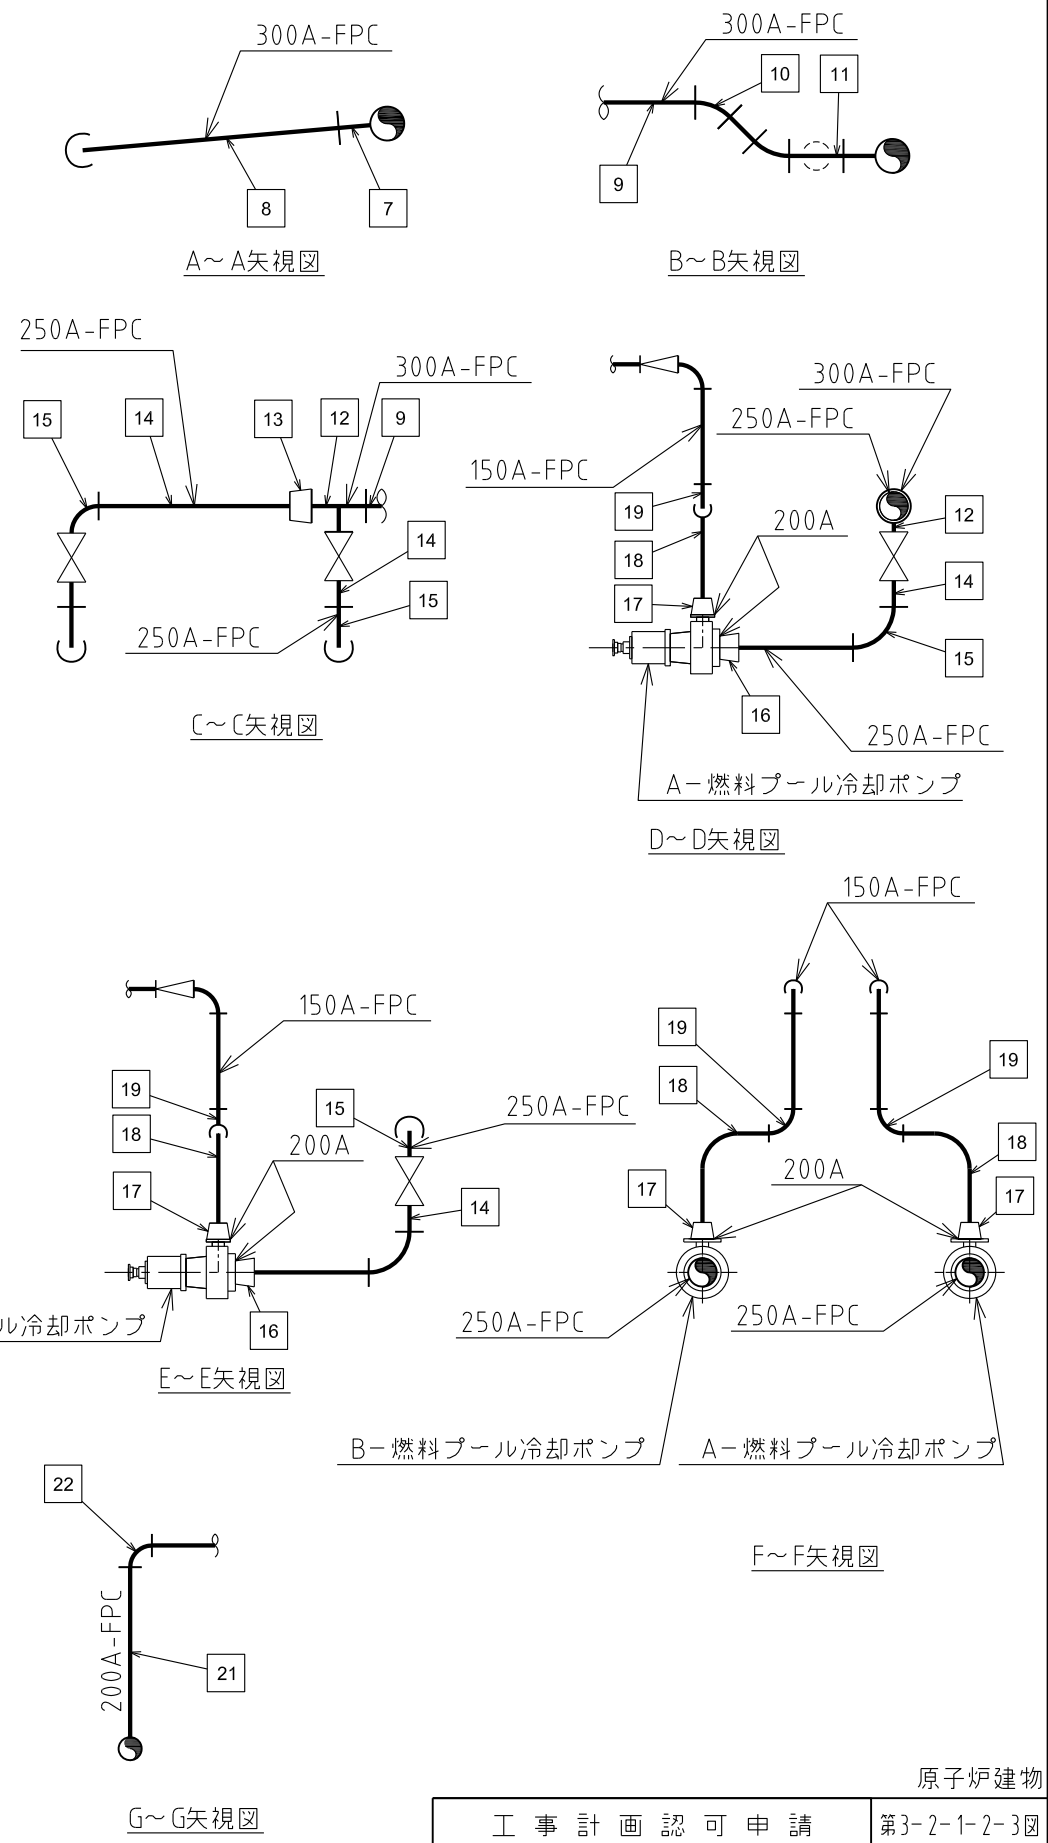 300A-FPC
8
7
A～A矢視図
300A-FPC
10
11
9
B～B矢視図
250A-FPC
300A-FPC
15
14
13
12
9
14
15
250A-FPC
C～C矢視図
300A-FPC
250A-FPC
150A-FPC
19
200A
12
18
14
17
15
16
250A-FPC
A－燃料プール冷却ポンプ
D～D矢視図
150A-FPC
19
15
250A-FPC
18
200A
17
14
16
ル冷却ポンプ
E～E矢視図
150A-FPC
19
19
18
18
200A
17
17
250A-FPC
250A-FPC
B－燃料プール冷却ポンプ
A－燃料プール冷却ポンプ
F～F矢視図
22
200A-FPC
21
G～G矢視図
原子炉建物
工事計画認可申請
第3-2-1-2-3図